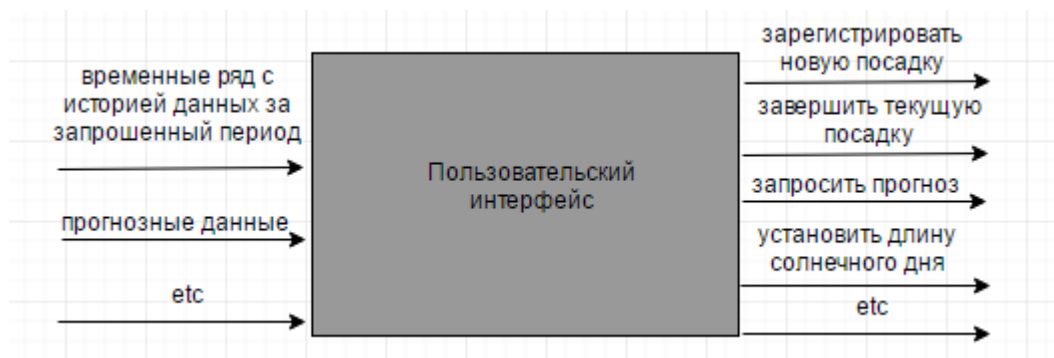 временные ряд с
историей данных за
запрошенный период
прогнозные данные
etc
Пользовательский
интерфейс
зарегистрировать
новую посадку
завершить текущую
посадку
запросить прогноз
установить длину
солнечного дня
etc